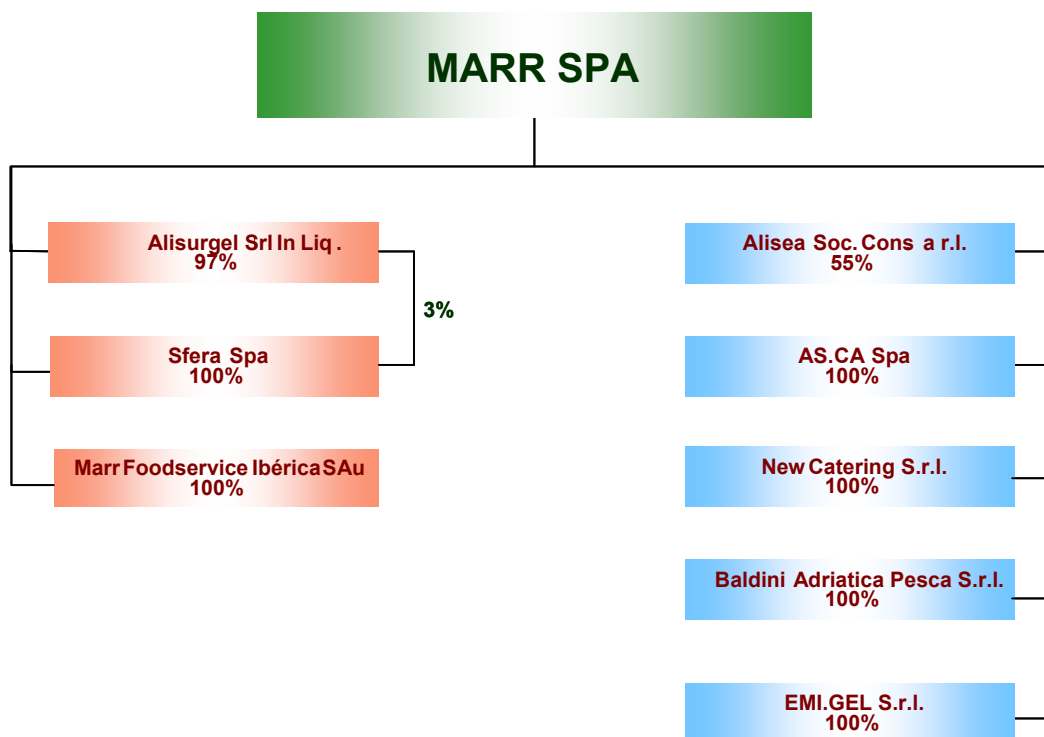 MARR SPA
Alisurgel Srl In Liq.
97%
3%
Sfera Spa
100%
Marr Foodservice Ibérica SAu
100%
Alisea Soc. Cons a r.l.
55%
AS.CA Spa
100%
New Catering S.r.l.
100%
Baldini Adriatica Pesca S.r.l.
100%
EMI.GEL S.r.l.
100%